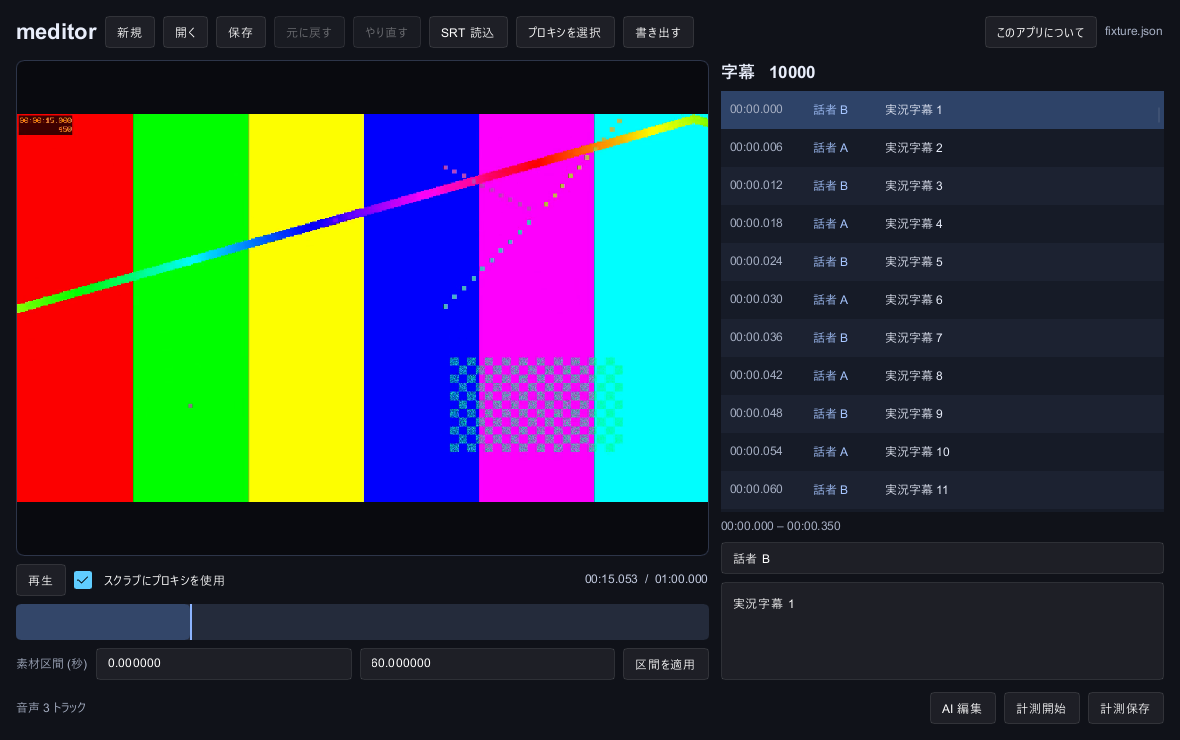 meditor 新規 開く 保存 元に戻す やり直す SRT 読込 プロキシを選択 書き出す このアプリについて fixture.json
00:00:15.000
450
再生 スクラブにプロキシを使用 00:15.053 / 01:00.000
素材区間 (秒) 0.000000 60.000000 区間を適用
音声 3 トラック
字幕 10000
00:00.000 話者 B 実況字幕 1
00:00.006 話者 A 実況字幕 2
00:00.012 話者 B 実況字幕 3
00:00.018 話者 A 実況字幕 4
00:00.024 話者 B 実況字幕 5
00:00.030 話者 A 実況字幕 6
00:00.036 話者 B 実況字幕 7
00:00.042 話者 A 実況字幕 8
00:00.048 話者 B 実況字幕 9
00:00.054 話者 A 実況字幕 10
00:00.060 話者 B 実況字幕 11
00:00.000 – 00:00.350
話者 B
実況字幕 1
AI 編集 計測開始 計測保存